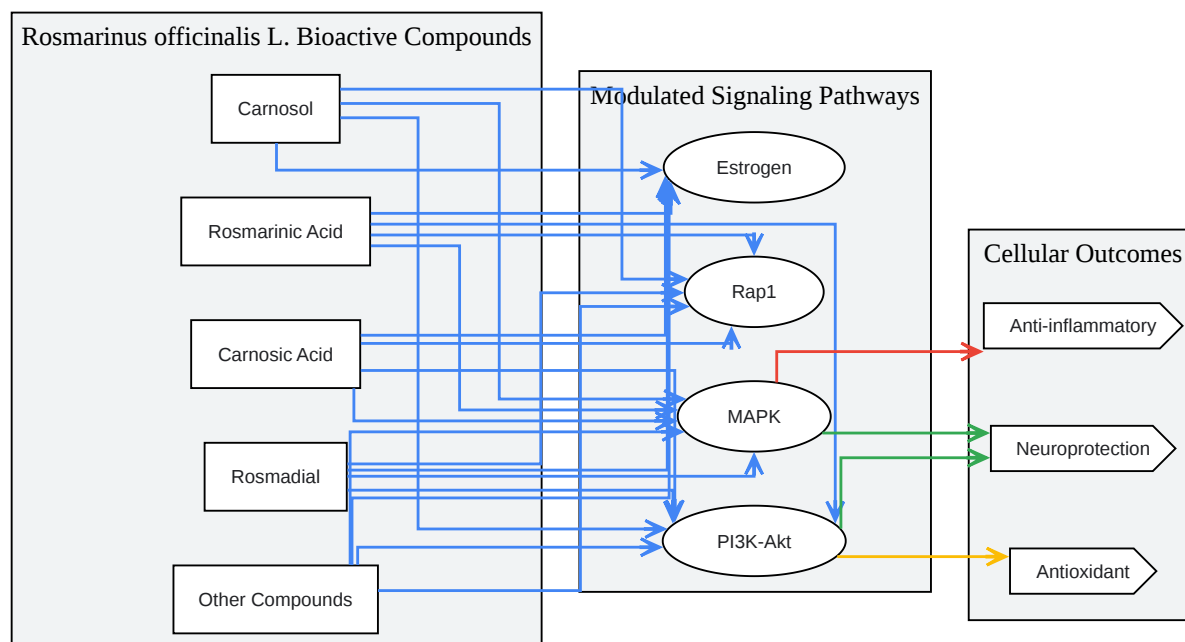 Rosmarinus officinalis L. Bioactive Compounds
Carnosol
Rosmarinic Acid
Carnosic Acid
Rosmadial
Other Compounds
Modulated Signaling Pathways
Estrogen
Rap1
MAPK
PI3K-Akt
Cellular Outcomes
Anti-inflammatory
Neuroprotection
Antioxidant